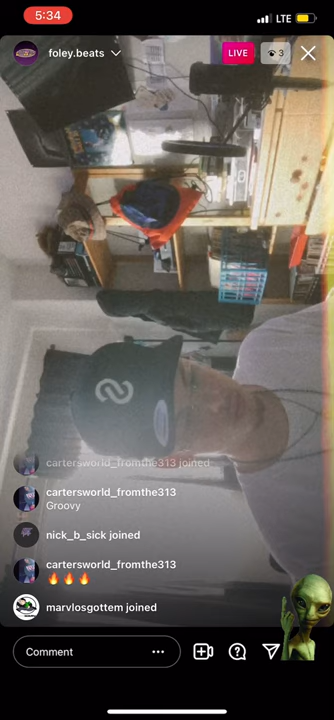 5:34
LTE
foley.beats
LIVE
3
cartersworld_fromthe313 joined
cartersworld_fromthe313
Groovy
nick_b_sick joined
cartersworld_fromthe313
🔥🔥🔥
marvlosgottem joined
Comment